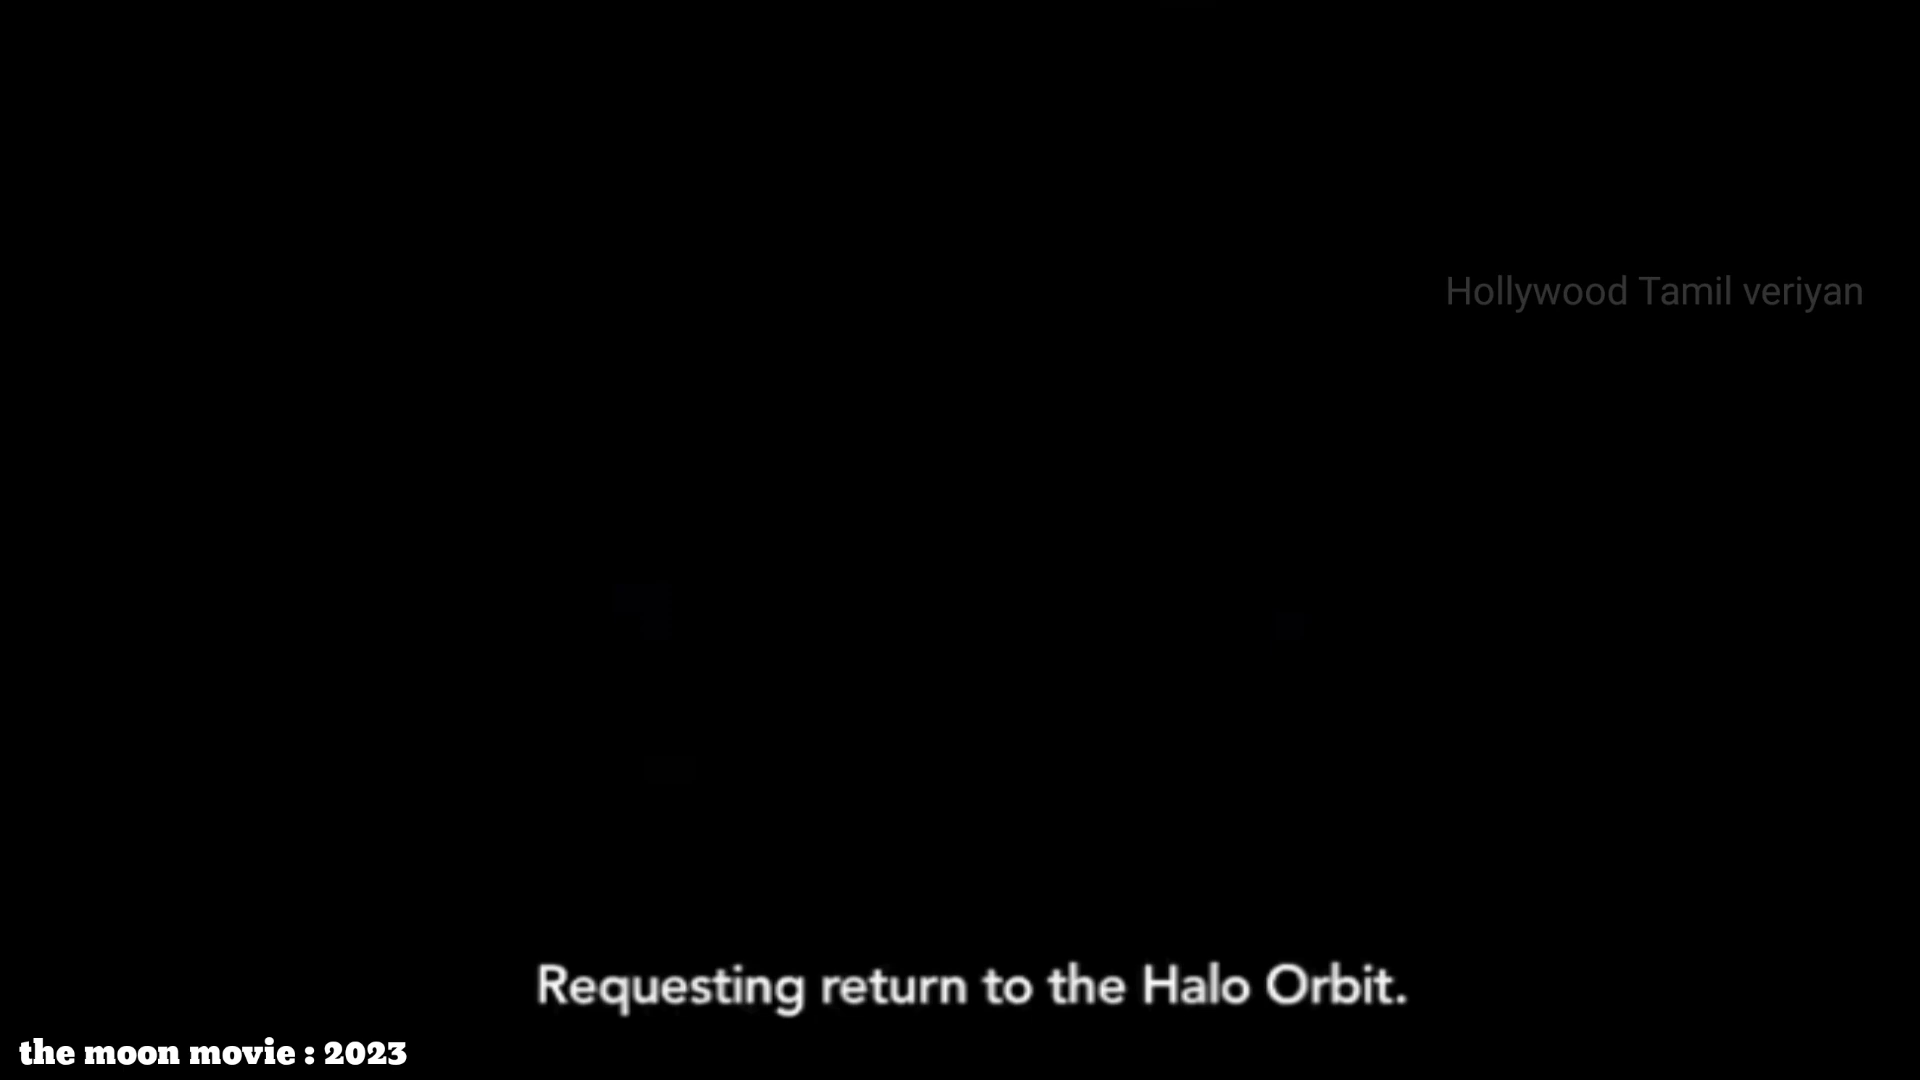 Hollywood Tamil veriyan
Requesting return to the Halo Orbit.
the moon movie : 2023